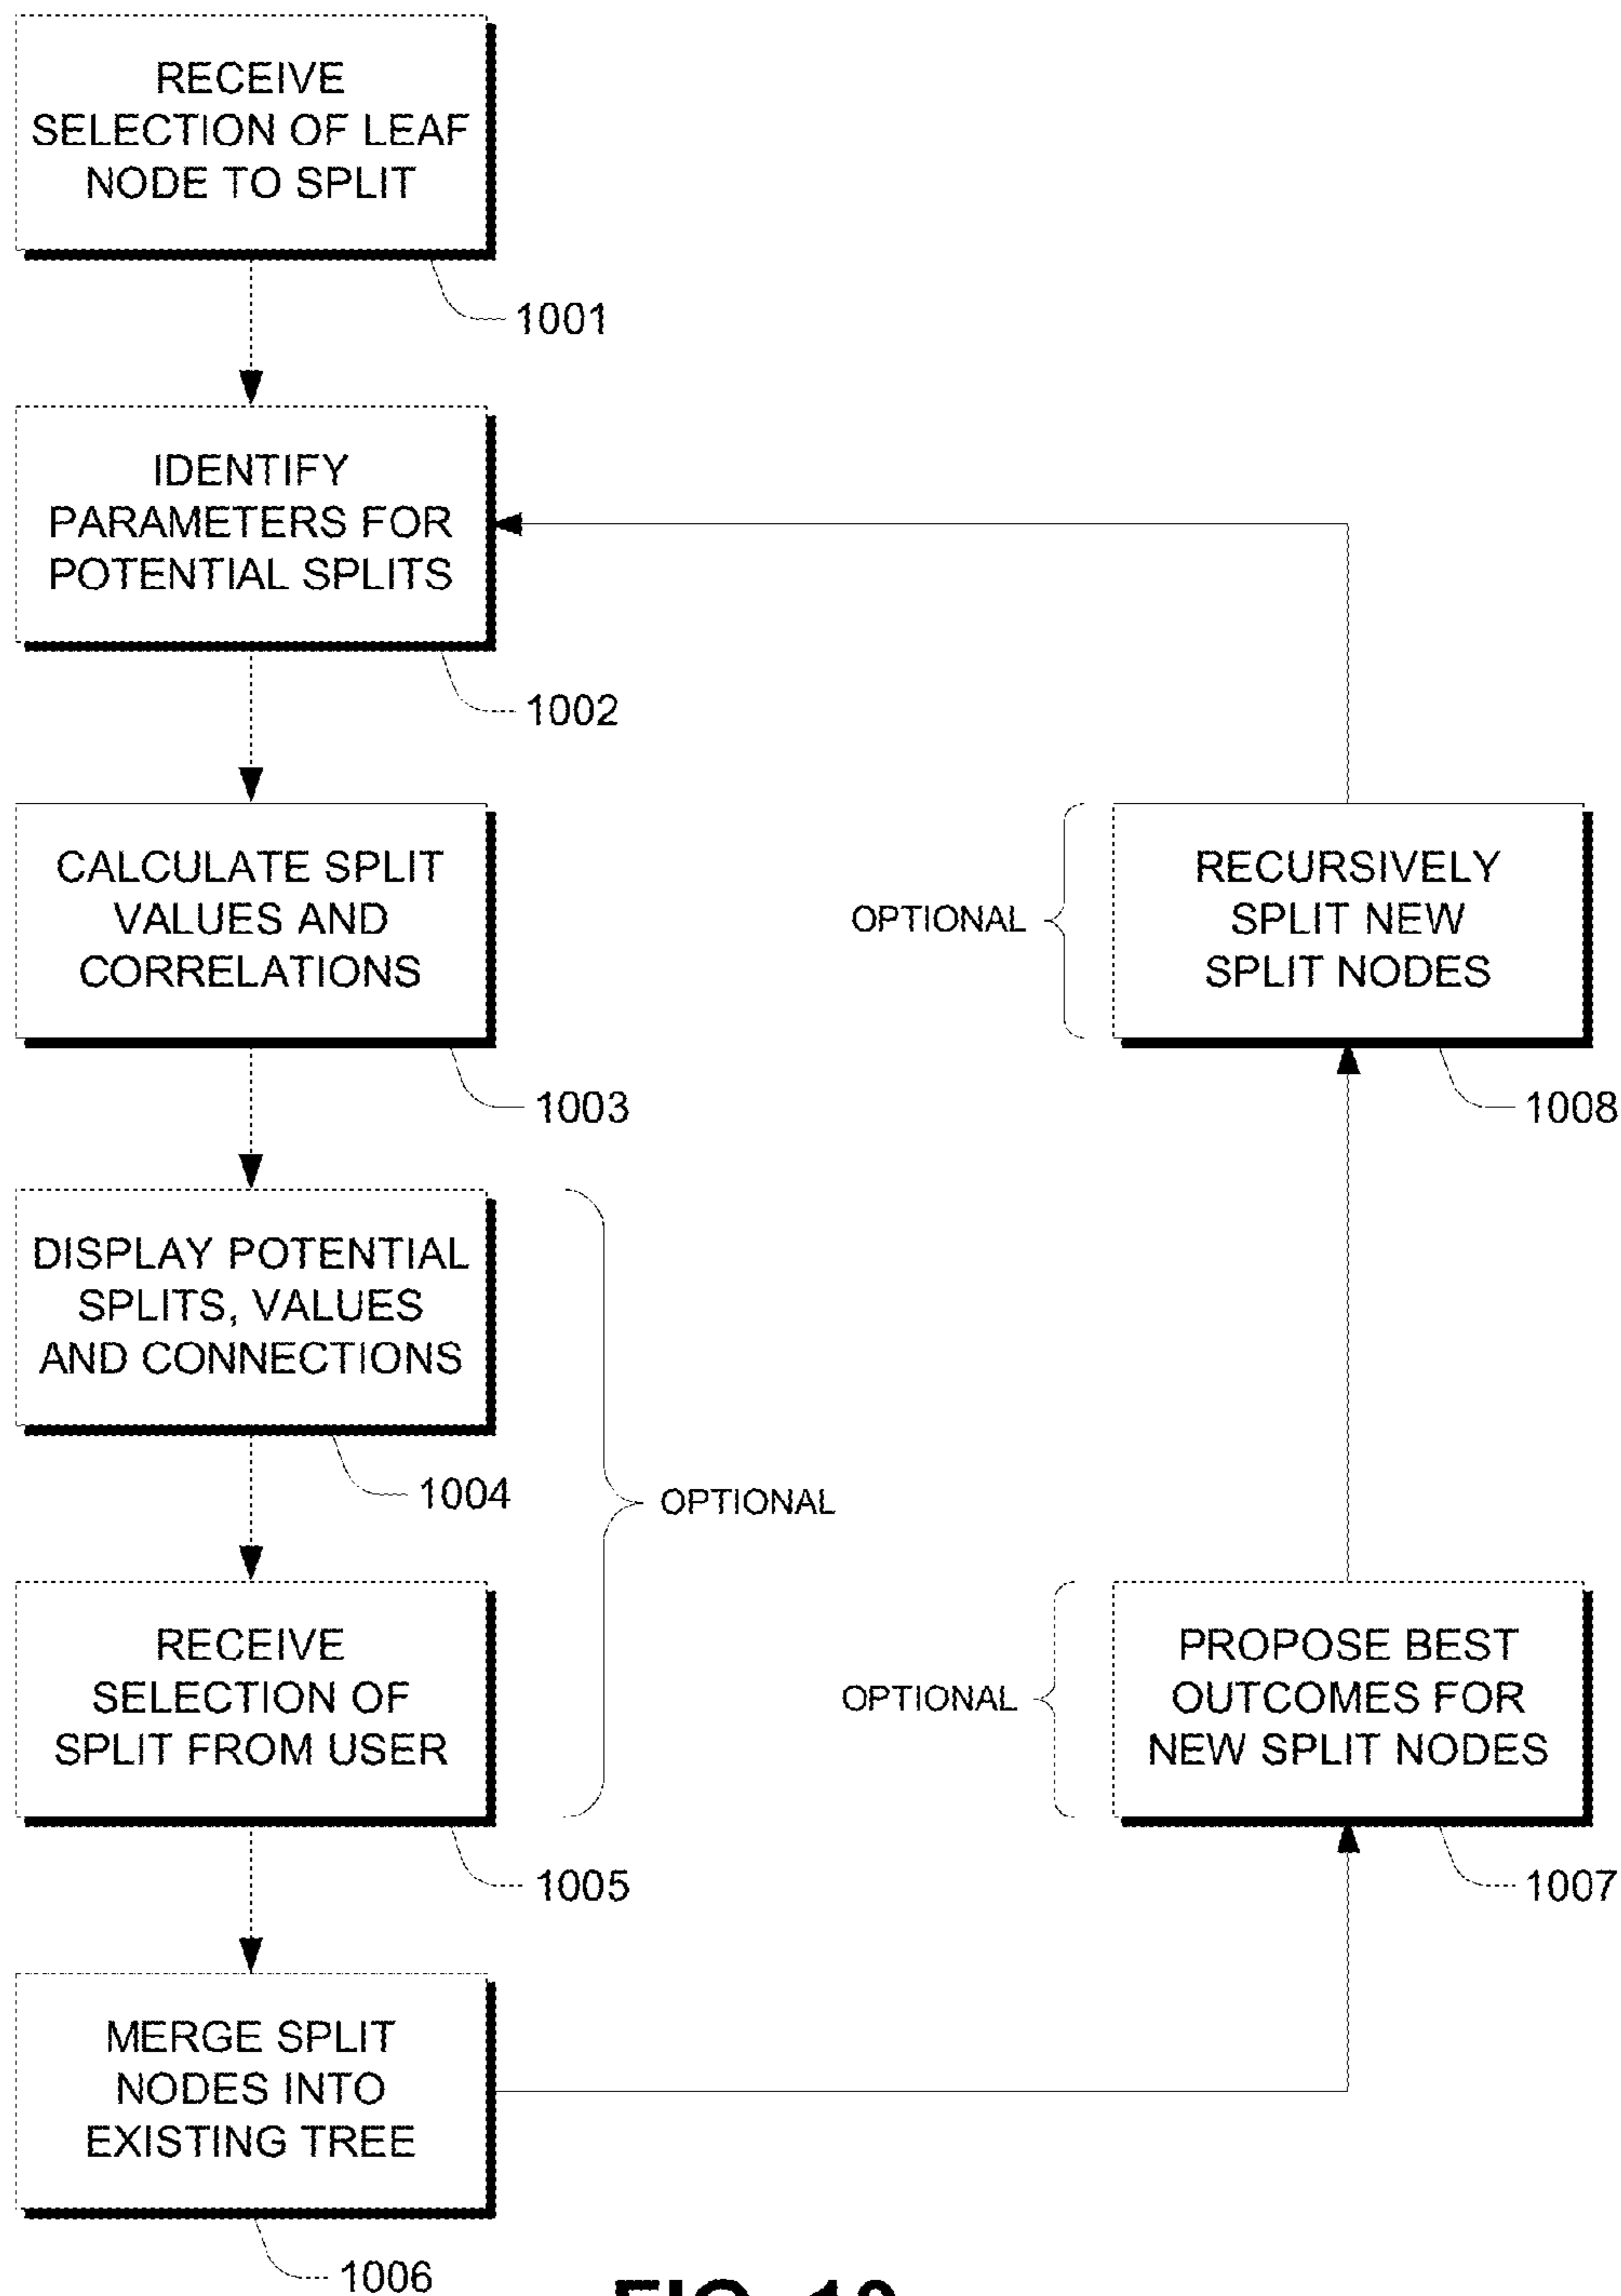 RECEIVE
SELECTION OF LEAF
NODE TO SPLIT
1001
IDENTIFY
PARAMETERS FOR
POTENTIAL SPLITS
1002
CALCULATE SPLIT
VALUES AND
CORRELATIONS
1003
OPTIONAL
RECURSIVELY
SPLIT NEW
SPLIT NODES
1008
DISPLAY POTENTIAL
SPLITS, VALUES
AND CONNECTIONS
1004
OPTIONAL
RECEIVE
SELECTION OF
SPLIT FROM USER
1005
OPTIONAL
PROPOSE BEST
OUTCOMES FOR
NEW SPLIT NODES
1007
MERGE SPLIT
NODES INTO
EXISTING TREE
1006
FIG. 10